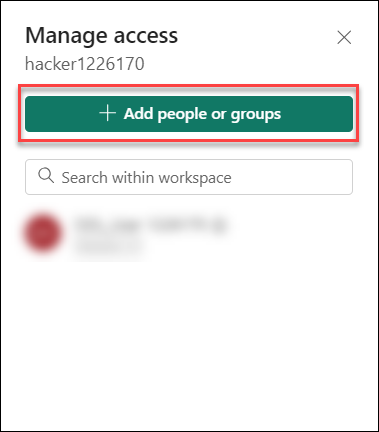 Manage access
hacker1226170
Add people or groups
Search within workspace